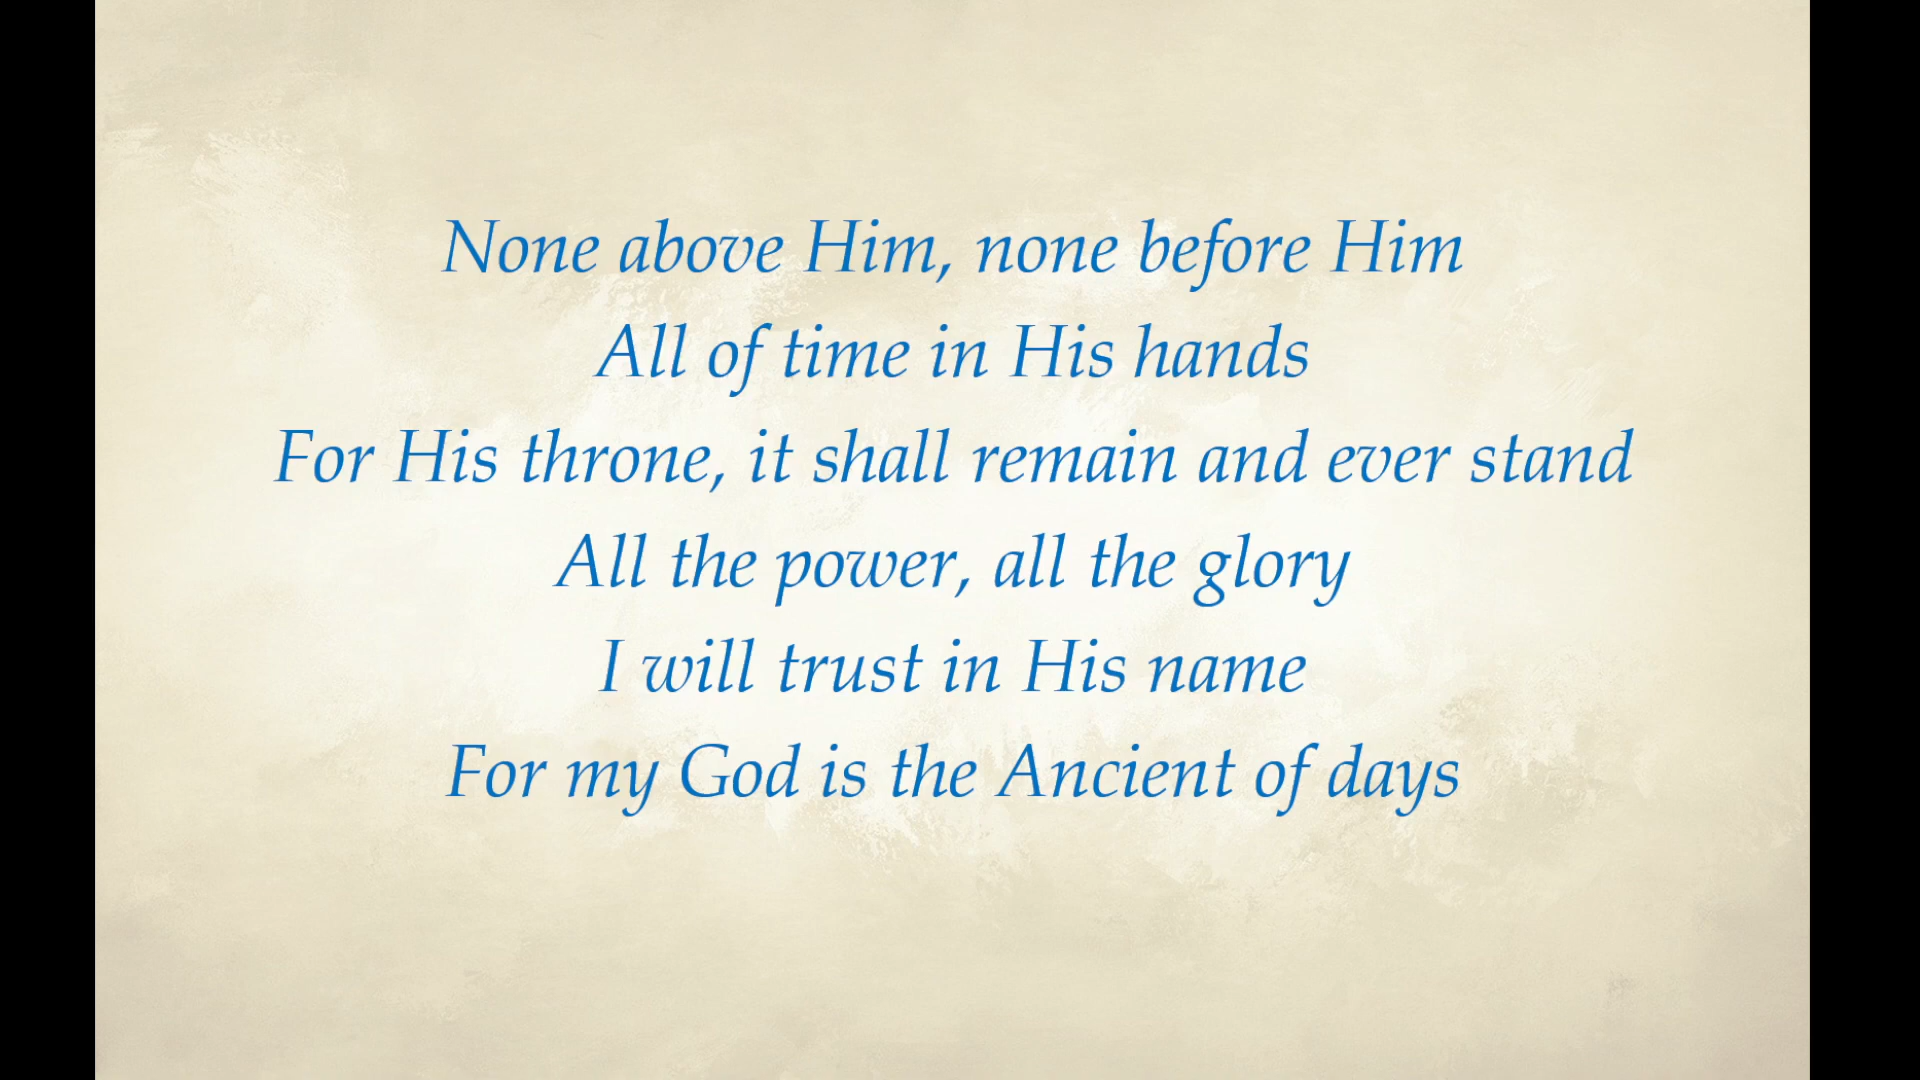 None above Him, none before Him
All of time in His hands
For His throne, it shall remain and ever stand
All the power, all the glory
I will trust in His name
For my God is the Ancient of days